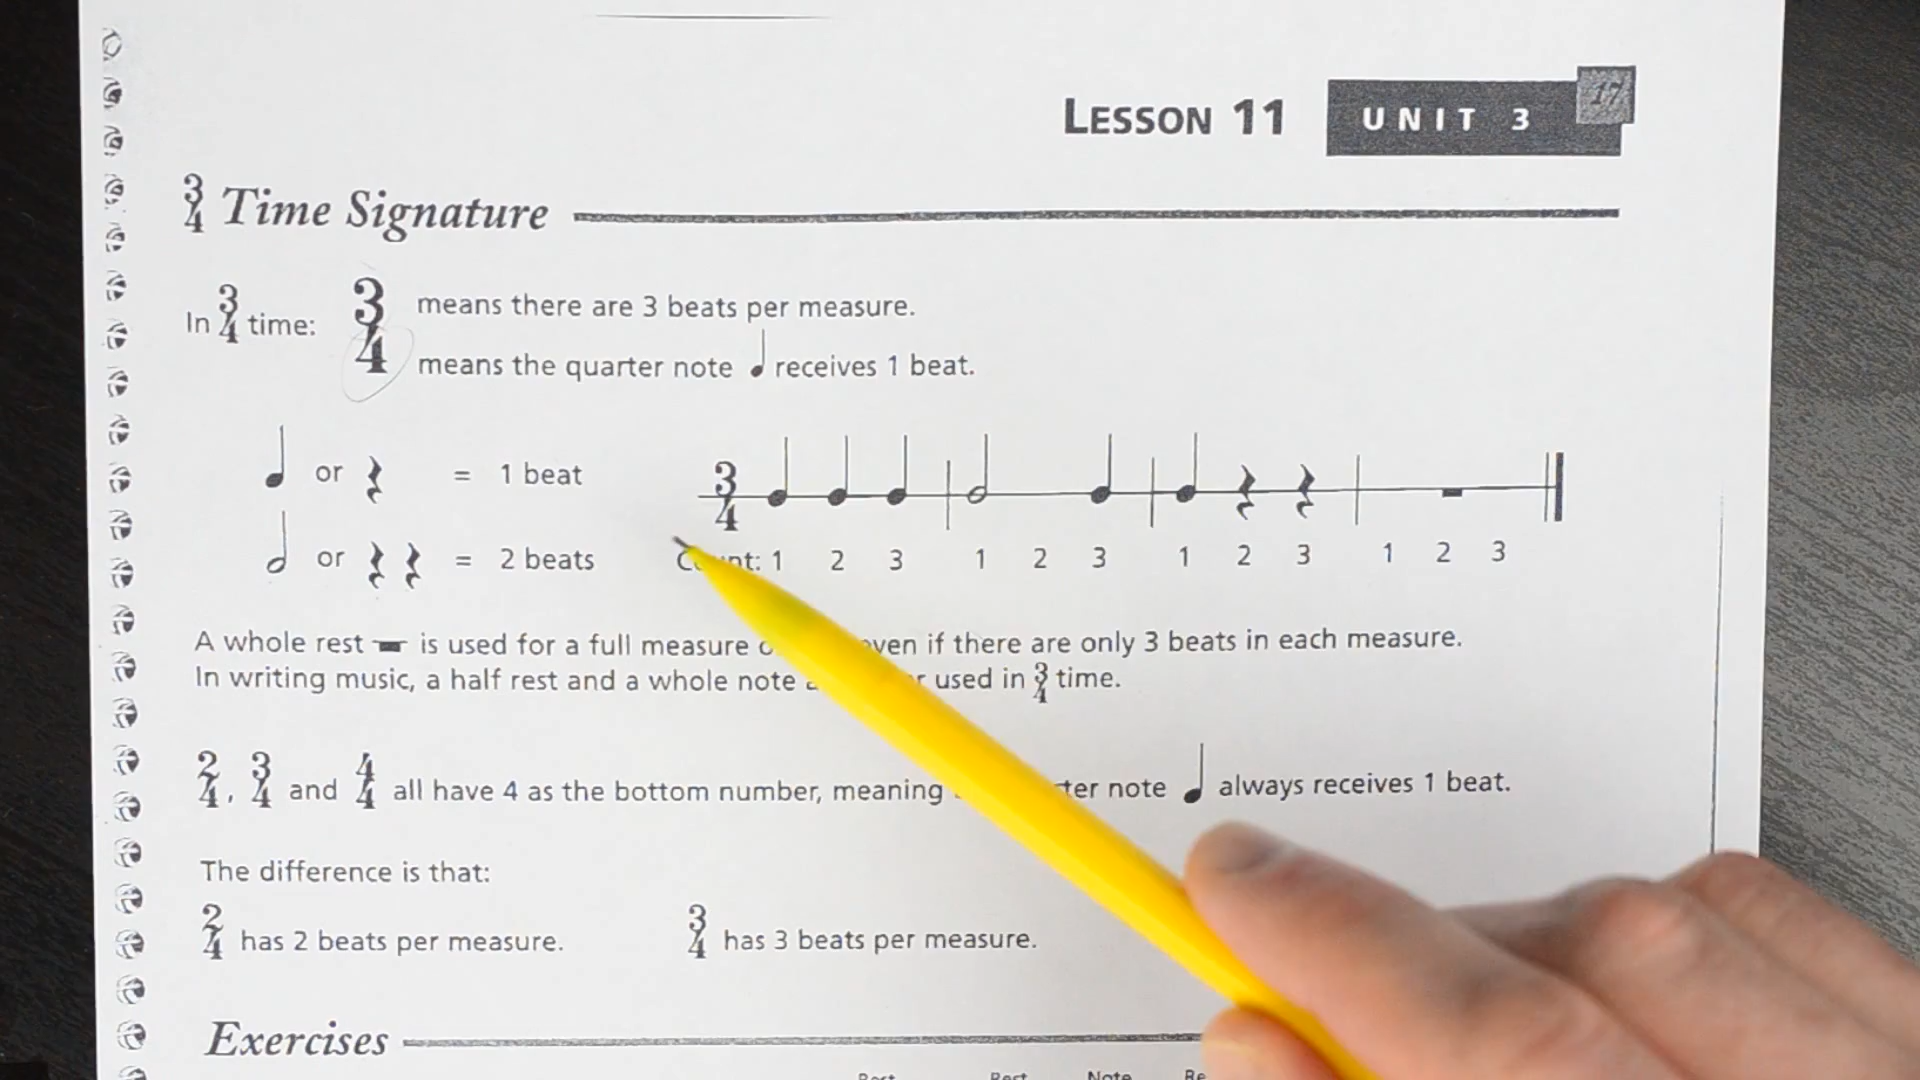 LESSON 11 UNIT 3 17
3/4 Time Signature
In 3/4 time: 3 means there are 3 beats per measure.
4 means the quarter note receives 1 beat.
or = 1 beat
3/4
or = 2 beats
1 2 3 1 2 3 1 2 3 1 2 3
A whole rest is used for a full measure even if there are only 3 beats in each measure.
In writing music, a half rest and a whole note used in 3/4 time.
2/4, 3/4 and 4/4 all have 4 as the bottom number, meaning note always receives 1 beat.
The difference is that:
2/4 has 2 beats per measure. 3/4 has 3 beats per measure.
Exercises
Note